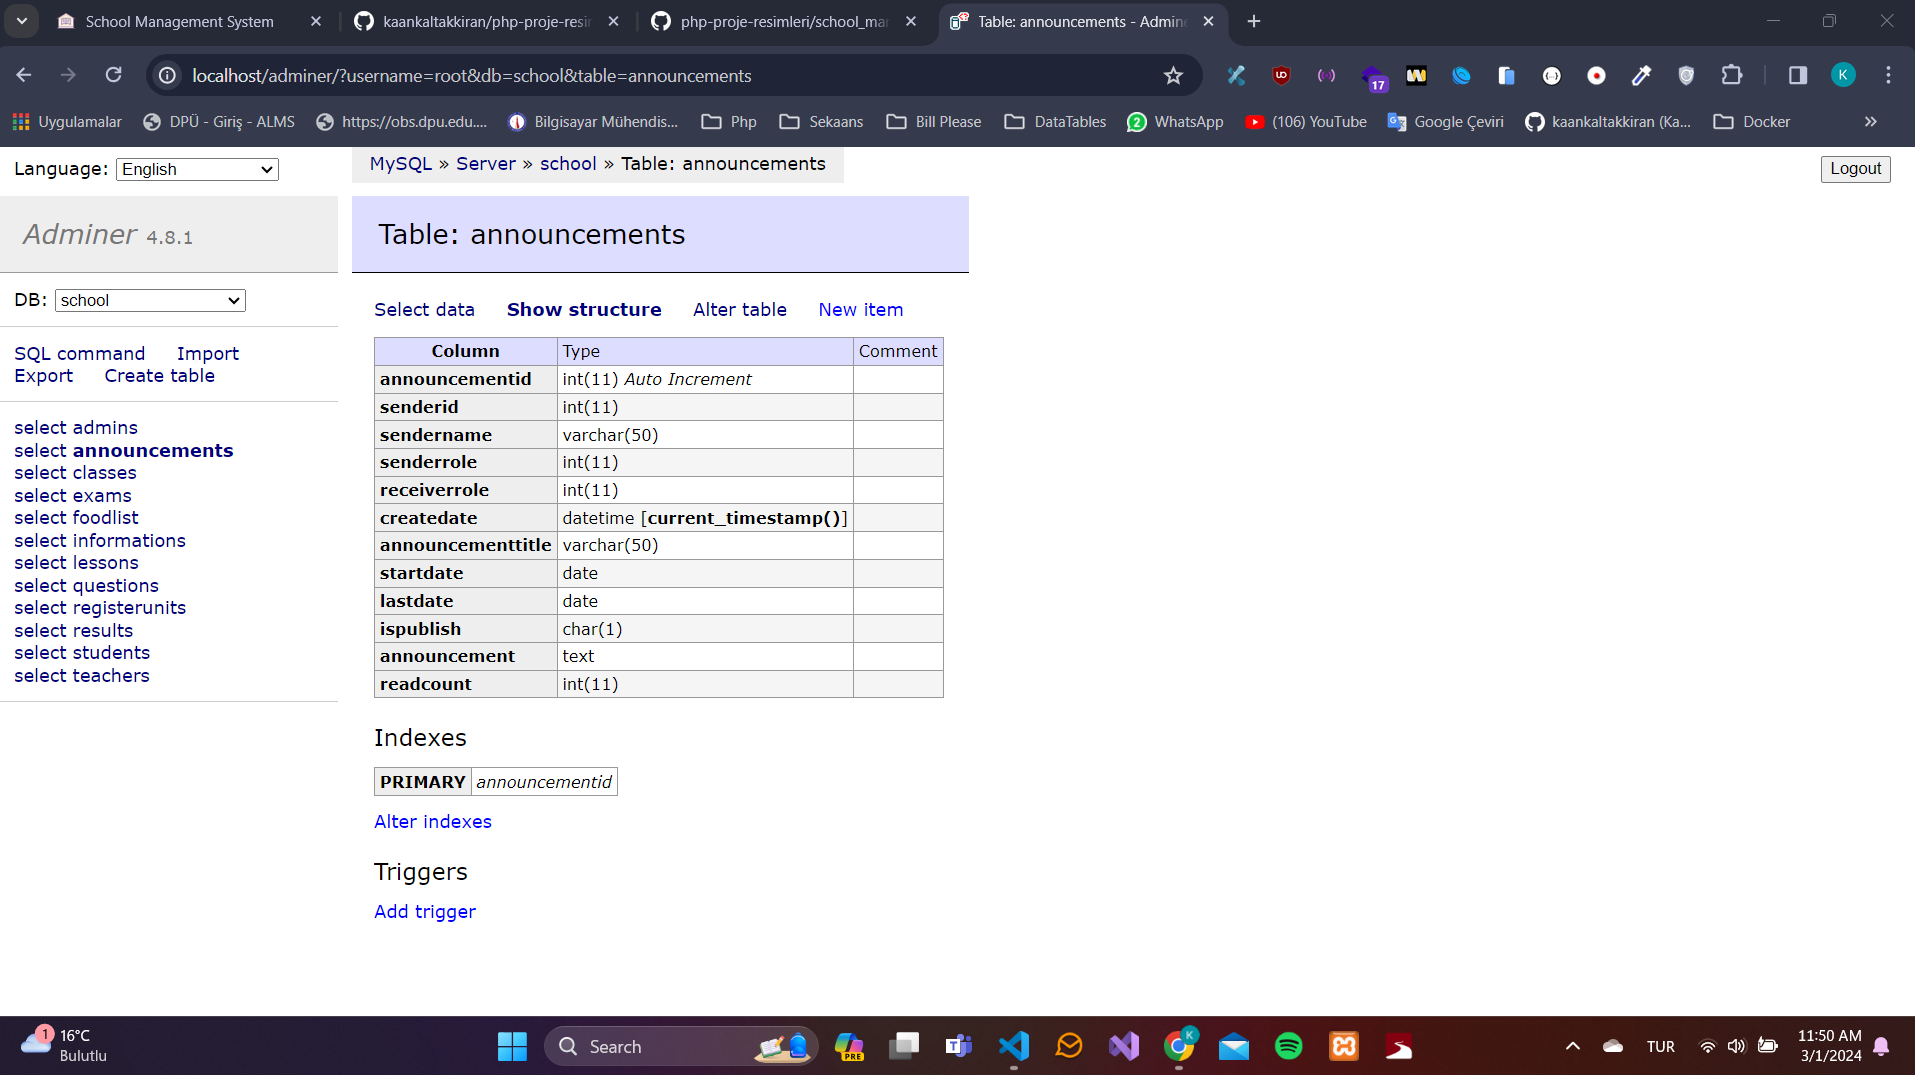 School Management System
kaankaltakkiran/php-proje-resir
php-proje-resimleri/school_mar
Table: announcements - Admine
localhost/adminer/?username=root&db=school&table=announcements
17
Uygulamalar
DPÜ - Giriş - ALMS
https://obs.dpu.edu....
Bilgisayar Mühendis...
Php
Sekaans
Bill Please
DataTables
2
WhatsApp
(106) YouTube
Google Çeviri
kaankaltakkiran (Ka...
Docker
K
Language: English
MySQL » Server » school » Table: announcements
Logout
Adminer 4.8.1
Table: announcements
DB: school
SQL command Import
Export Create table
select admins
select announcements
select classes
select exams
select foodlist
select informations
select lessons
select questions
select registerunits
select results
select students
select teachers
Select data Show structure Alter table New item
Column Type Comment
announcementid int(11) Auto Increment
senderid int(11)
sendername varchar(50)
senderrole int(11)
receiverrole int(11)
createdate datetime [current_timestamp()]
announcementtitle varchar(50)
startdate date
lastdate date
ispublish char(1)
announcement text
readcount int(11)
Indexes
PRIMARY announcementid
Alter indexes
Triggers
Add trigger
1
16°C
Bulutlu
Search
PRE
K
TUR
11:50 AM
3/1/2024